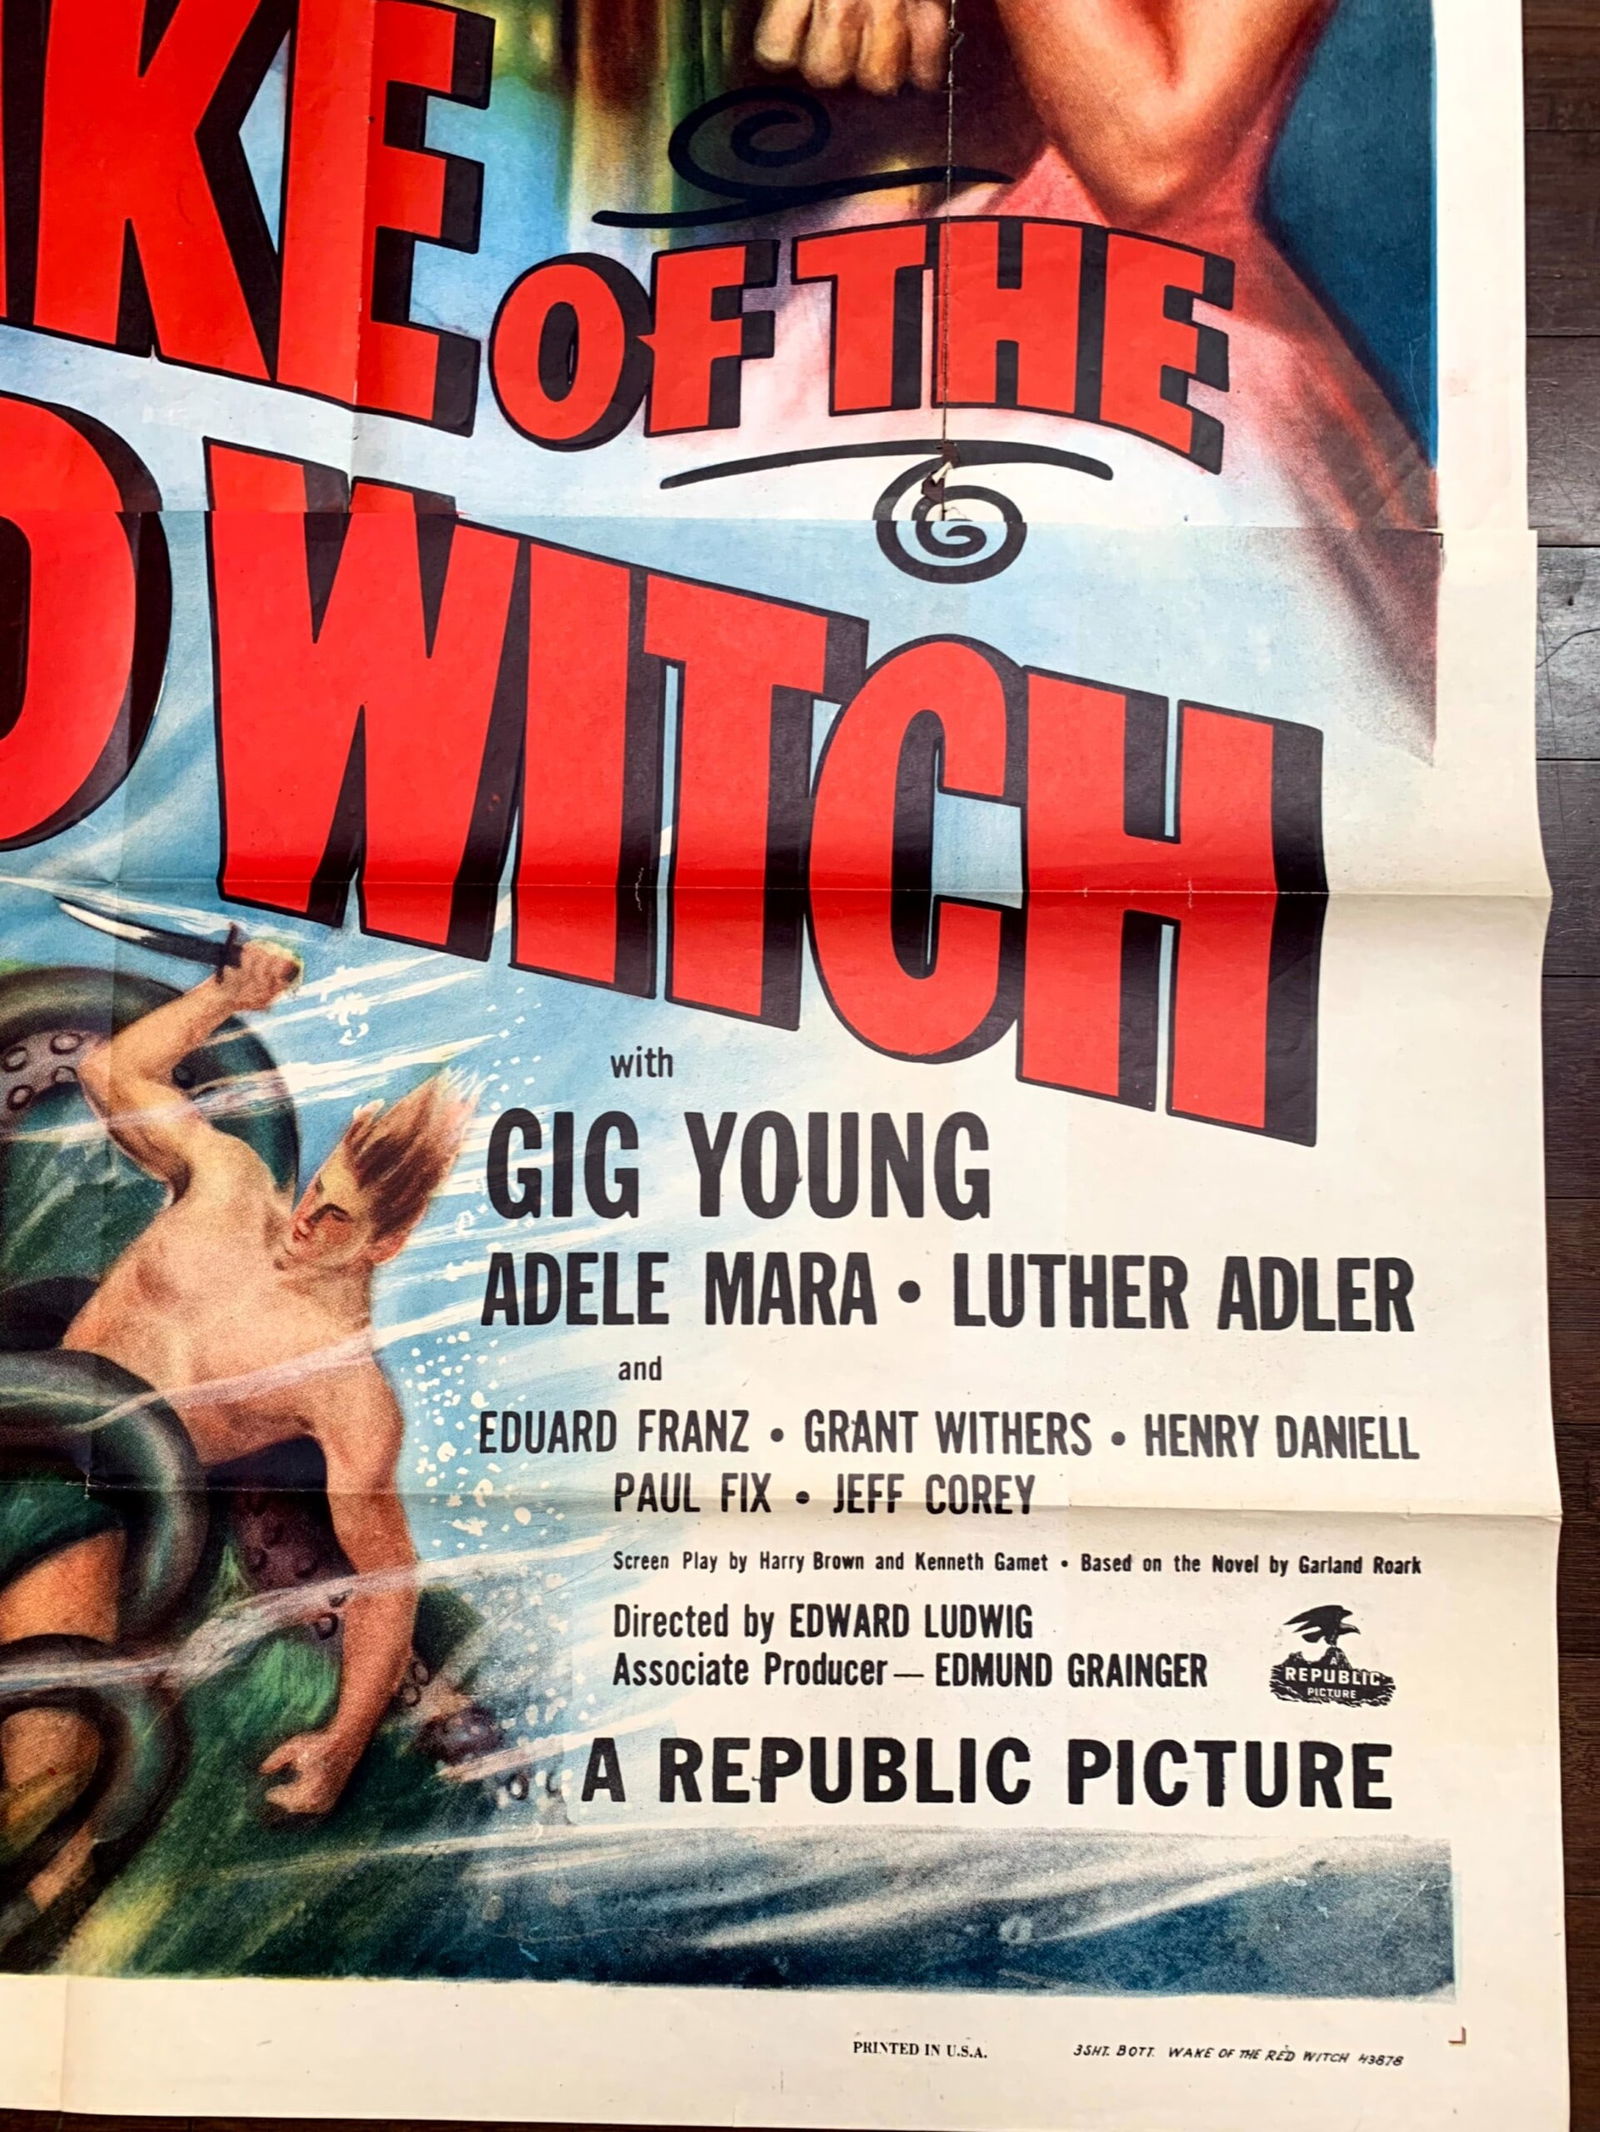 AKE OF THE
D WITCH
with
GIG YOUNG
ADELE MARA • LUTHER ADLER
and
EDUARD FRANZ • GRANT WITHERS • HENRY DANIELL
PAUL FIX • JEFF COREY
Screen Play by Harry Brown and Kenneth Gamet • Based on the Novel by Garland Roark
Directed by EDWARD LUDWIG
Associate Producer — EDMUND GRAINGER
A
REPUBLIC
PICTURE
A REPUBLIC PICTURE
PRINTED IN U.S.A. 3SHT. BOTT. WAKE OF THE RED WITCH 43878